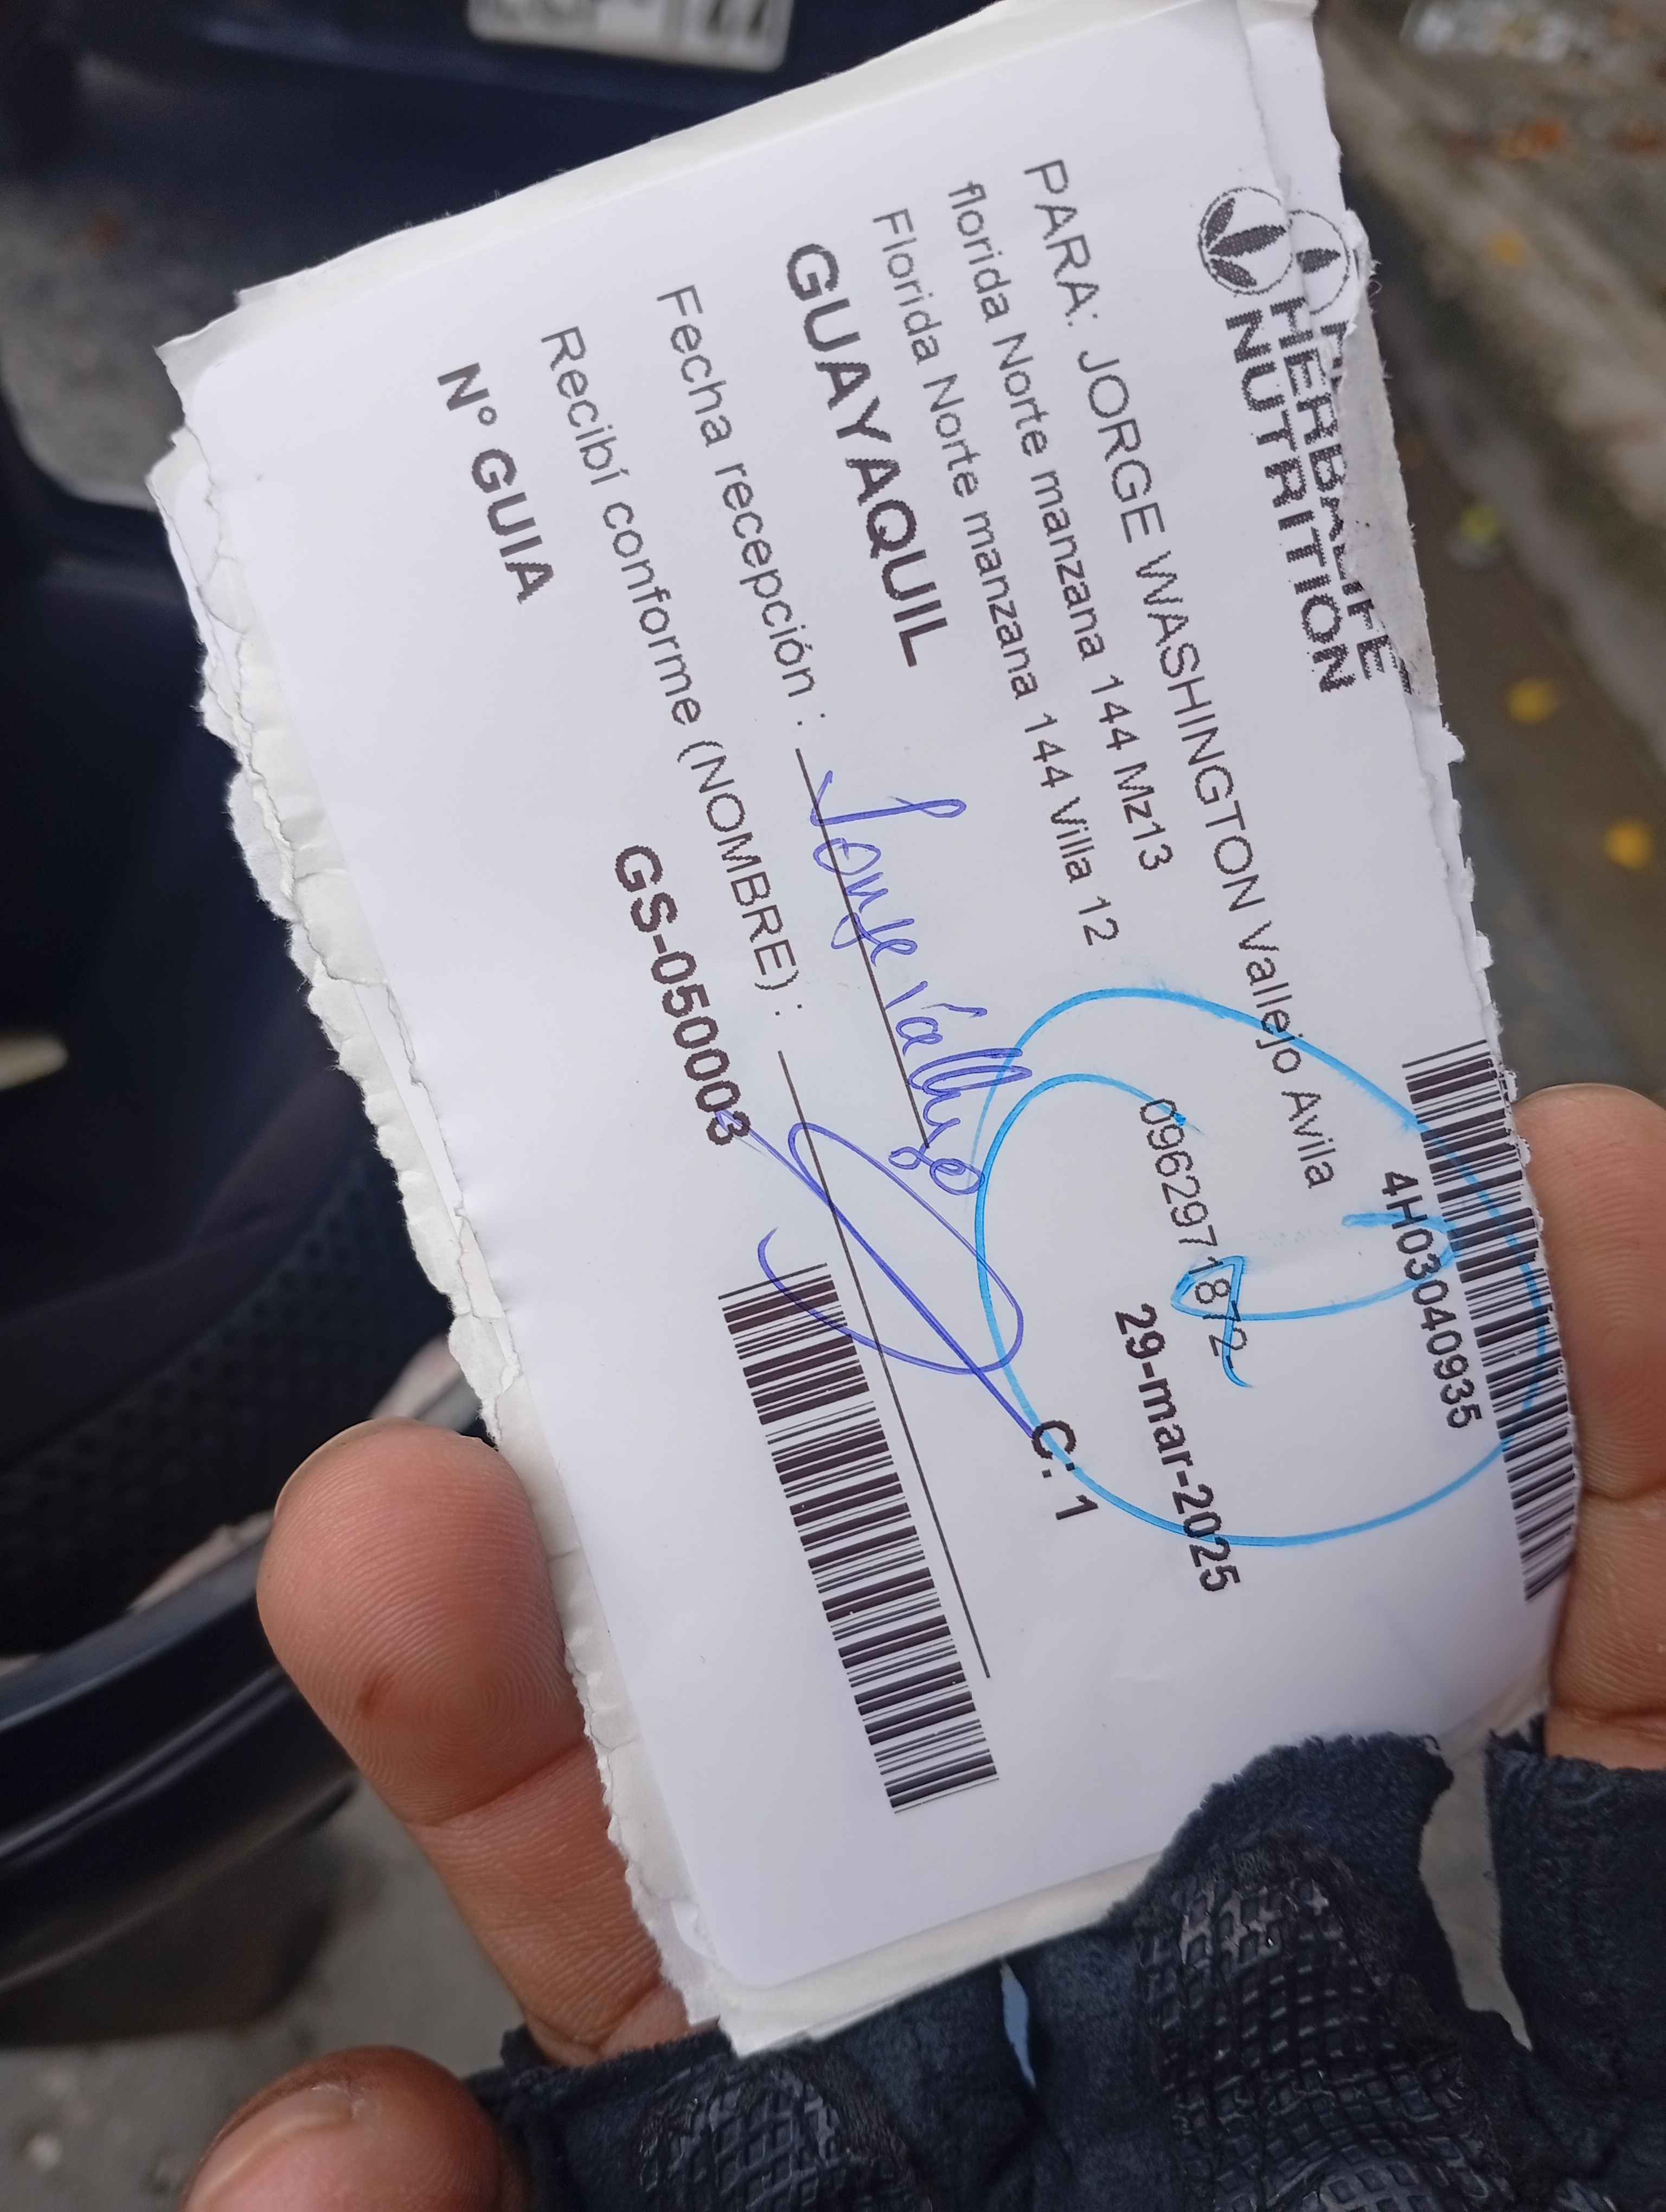 HERBALIFE
NUTRITION
4H03040935
PARA: JORGE WASHINGTON Vallejo Avila
florida Norte manzana 144 Mz13
0962971872
Florida Norte manzana 144 Villa 12
29-mar-2025
GUAYAQUIL
C: 1
Fecha recepción : Jorge Vallejo
Recibí conforme (NOMBRE) :
Nº GUIA
GS-050003